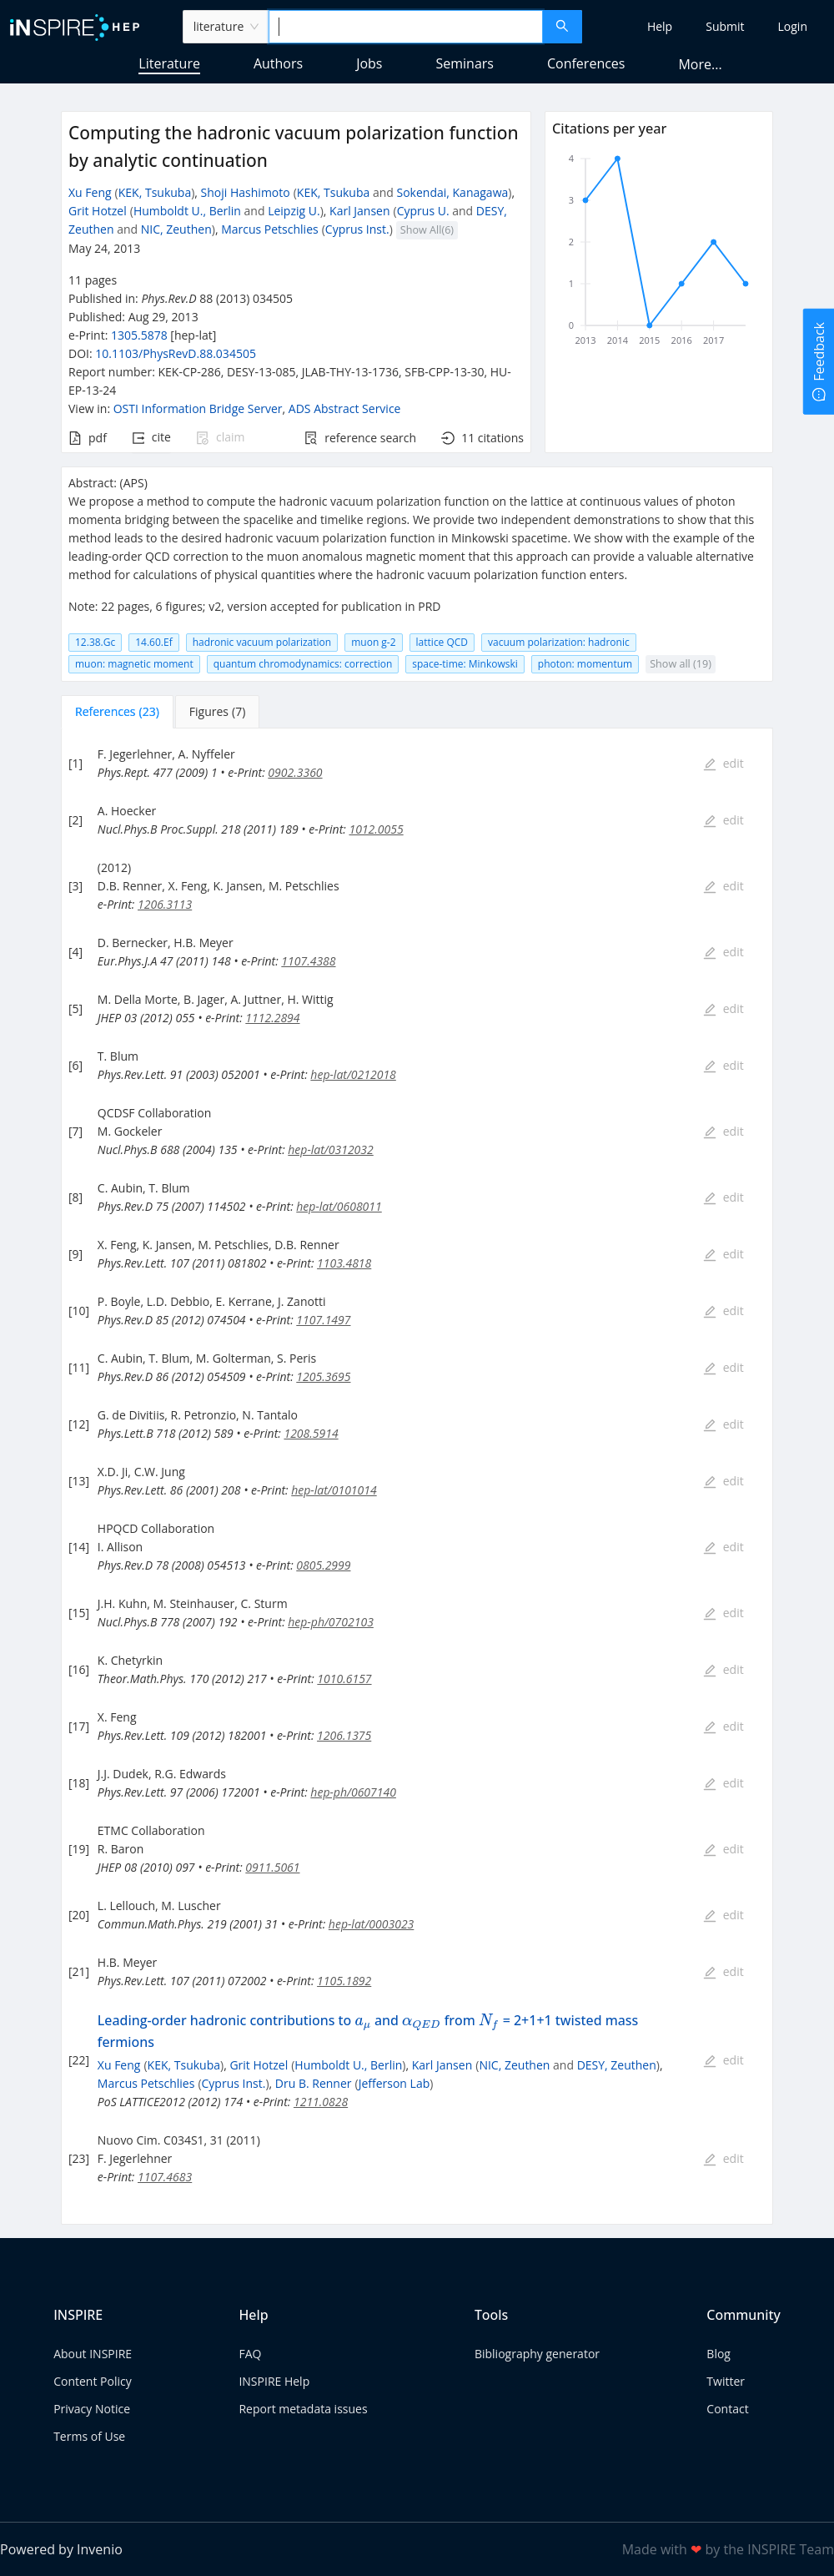 INSPIRE HEP
literature
Help Submit Login
Literature Authors Jobs Seminars Conferences More...
Computing the hadronic vacuum polarization function
by analytic continuation
Xu Feng (KEK, Tsukuba), Shoji Hashimoto (KEK, Tsukuba and Sokendai, Kanagawa),
Grit Hotzel (Humboldt U., Berlin and Leipzig U.), Karl Jansen (Cyprus U. and DESY,
Zeuthen and NIC, Zeuthen), Marcus Petschlies (Cyprus Inst.) Show All(6)
May 24, 2013
11 pages
Published in: Phys.Rev.D 88 (2013) 034505
Published: Aug 29, 2013
e-Print: 1305.5878 [hep-lat]
DOI: 10.1103/PhysRevD.88.034505
Report number: KEK-CP-286, DESY-13-085, JLAB-THY-13-1736, SFB-CPP-13-30, HU-
EP-13-24
View in: OSTI Information Bridge Server, ADS Abstract Service
pdf cite claim reference search 11 citations
Citations per year
4
3
2
1
0
2013 2014 2015 2016 2017
Feedback
Abstract: (APS)
We propose a method to compute the hadronic vacuum polarization function on the lattice at continuous values of photon
momenta bridging between the spacelike and timelike regions. We provide two independent demonstrations to show that this
method leads to the desired hadronic vacuum polarization function in Minkowski spacetime. We show with the example of the
leading-order QCD correction to the muon anomalous magnetic moment that this approach can provide a valuable alternative
method for calculations of physical quantities where the hadronic vacuum polarization function enters.
Note: 22 pages, 6 figures; v2, version accepted for publication in PRD
12.38.Gc 14.60.Ef hadronic vacuum polarization muon g-2 lattice QCD vacuum polarization: hadronic
muon: magnetic moment quantum chromodynamics: correction space-time: Minkowski photon: momentum Show all (19)
References (23) Figures (7)
F. Jegerlehner, A. Nyffeler
[1] edit
Phys.Rept. 477 (2009) 1 • e-Print: 0902.3360
A. Hoecker
[2] edit
Nucl.Phys.B Proc.Suppl. 218 (2011) 189 • e-Print: 1012.0055
(2012)
[3] D.B. Renner, X. Feng, K. Jansen, M. Petschlies edit
e-Print: 1206.3113
D. Bernecker, H.B. Meyer
[4] edit
Eur.Phys.J.A 47 (2011) 148 • e-Print: 1107.4388
M. Della Morte, B. Jager, A. Juttner, H. Wittig
[5] edit
JHEP 03 (2012) 055 • e-Print: 1112.2894
T. Blum
[6] edit
Phys.Rev.Lett. 91 (2003) 052001 • e-Print: hep-lat/0212018
QCDSF Collaboration
[7] M. Gockeler edit
Nucl.Phys.B 688 (2004) 135 • e-Print: hep-lat/0312032
C. Aubin, T. Blum
[8] edit
Phys.Rev.D 75 (2007) 114502 • e-Print: hep-lat/0608011
X. Feng, K. Jansen, M. Petschlies, D.B. Renner
[9] edit
Phys.Rev.Lett. 107 (2011) 081802 • e-Print: 1103.4818
P. Boyle, L.D. Debbio, E. Kerrane, J. Zanotti
[10] edit
Phys.Rev.D 85 (2012) 074504 • e-Print: 1107.1497
C. Aubin, T. Blum, M. Golterman, S. Peris
[11] edit
Phys.Rev.D 86 (2012) 054509 • e-Print: 1205.3695
G. de Divitiis, R. Petronzio, N. Tantalo
[12] edit
Phys.Lett.B 718 (2012) 589 • e-Print: 1208.5914
X.D. Ji, C.W. Jung
[13] edit
Phys.Rev.Lett. 86 (2001) 208 • e-Print: hep-lat/0101014
HPQCD Collaboration
[14] I. Allison edit
Phys.Rev.D 78 (2008) 054513 • e-Print: 0805.2999
J.H. Kuhn, M. Steinhauser, C. Sturm
[15] edit
Nucl.Phys.B 778 (2007) 192 • e-Print: hep-ph/0702103
K. Chetyrkin
[16] edit
Theor.Math.Phys. 170 (2012) 217 • e-Print: 1010.6157
X. Feng
[17] edit
Phys.Rev.Lett. 109 (2012) 182001 • e-Print: 1206.1375
J.J. Dudek, R.G. Edwards
[18] edit
Phys.Rev.Lett. 97 (2006) 172001 • e-Print: hep-ph/0607140
ETMC Collaboration
[19] R. Baron edit
JHEP 08 (2010) 097 • e-Print: 0911.5061
L. Lellouch, M. Luscher
[20] edit
Commun.Math.Phys. 219 (2001) 31 • e-Print: hep-lat/0003023
H.B. Meyer
[21] edit
Phys.Rev.Lett. 107 (2011) 072002 • e-Print: 1105.1892
Leading-order hadronic contributions to aμ and αQED from Nf = 2+1+1 twisted mass
fermions
[22] Xu Feng (KEK, Tsukuba), Grit Hotzel (Humboldt U., Berlin), Karl Jansen (NIC, Zeuthen and DESY, Zeuthen), edit
Marcus Petschlies (Cyprus Inst.), Dru B. Renner (Jefferson Lab)
PoS LATTICE2012 (2012) 174 • e-Print: 1211.0828
Nuovo Cim. C034S1, 31 (2011)
[23] F. Jegerlehner edit
e-Print: 1107.4683
INSPIRE Help Tools Community
About INSPIRE FAQ Bibliography generator Blog
Content Policy INSPIRE Help Twitter
Privacy Notice Report metadata issues Contact
Terms of Use
Powered by Invenio Made with ❤ by the INSPIRE Team